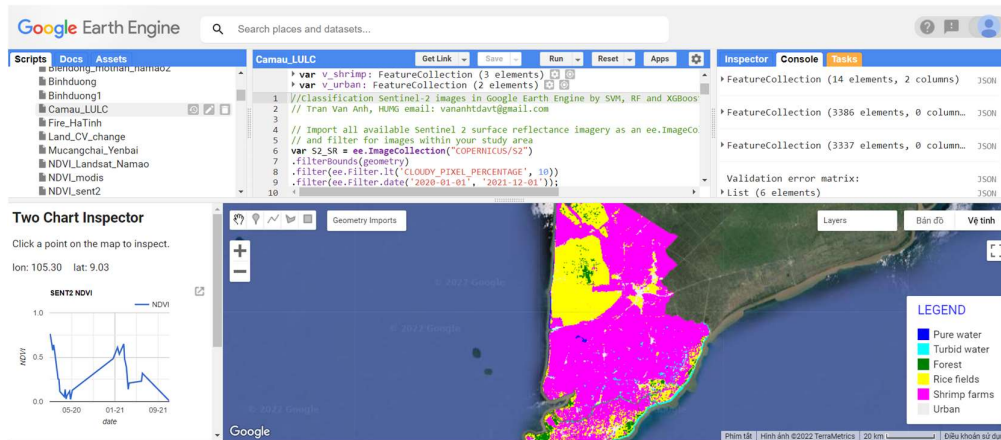 Google Earth Engine
Search places and datasets...
Scripts Docs Assets
Biendong_mothan_namao2
Binhduong
Binhduong1
Camau_LULC
Fire_HaTinh
Land_CV_change
Mucangchai_Yenbai
NDVI_Landsat_Namao
NDVI_modis
NDVI_sent2
Camau_LULC
Get Link Save Run Reset Apps
var v_shrimp: FeatureCollection (3 elements)
var v_urban: FeatureCollection (2 elements)
1 //Classification Sentinel-2 images in Google Earth Engine by SVM, RF and XGBoos
2 // Tran Van Anh, HUMG email: vananhtdavt@gmail.com
3
4 // Import all available Sentinel 2 surface reflectance imagery as an ee.ImageCo
5 // and filter for images within your study area
6 var S2_SR = ee.ImageCollection("COPERNICUS/S2")
7 .filterBounds(geometry)
8 .filter(ee.Filter.lt('CLOUDY_PIXEL_PERCENTAGE', 10))
9 .filter(ee.Filter.date('2020-01-01', '2021-12-01'));
10
Inspector Console Tasks
FeatureCollection (14 elements, 2 columns) JSON
FeatureCollection (3386 elements, 0 column… JSON
FeatureCollection (3337 elements, 0 column… JSON
Validation error matrix: JSON
List (6 elements) JSON
Two Chart Inspector
Click a point on the map to inspect.
lon: 105.30 lat: 9.03
SENT2 NDVI
NDVI
1.0
0.5
0.0
NDVI
05-20 01-21 09-21
date
Geometry Imports
Layers
Bản đồ Vệ tinh
© 2022 Google
© 2022 Google
© 2022 Google
LEGEND
Pure water
Turbid water
Forest
Rice fields
Shrimp farms
Urban
Google
Phím tắt Hình ảnh ©2022 TerraMetrics 20 km Điều khoản sử dụ